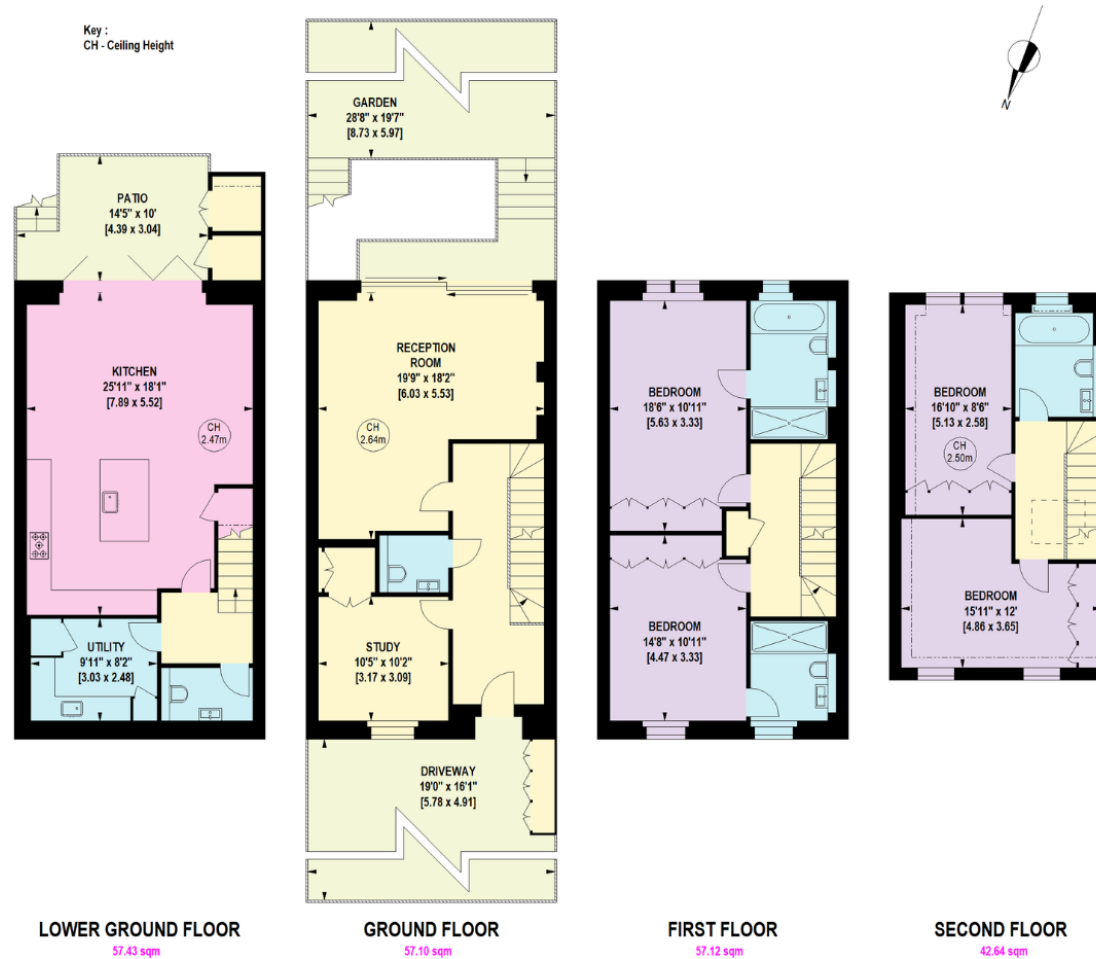 Key :
CH - Ceiling Height
N
PATIO
14'5" x 10'
[4.39 x 3.04]
KITCHEN
25'11" x 18'1"
[7.89 x 5.52]
CH
2.47m
UTILITY
9'11" x 8'2"
[3.03 x 2.48]
LOWER GROUND FLOOR
57.43 sqm
GARDEN
28'8" x 19'7"
[8.73 x 5.97]
RECEPTION
ROOM
19'9" x 18'2"
[6.03 x 5.53]
CH
2.64m
STUDY
10'5" x 10'2"
[3.17 x 3.09]
DRIVEWAY
19'0" x 16'1"
[5.78 x 4.91]
GROUND FLOOR
57.10 sqm
BEDROOM
18'6" x 10'11"
[5.63 x 3.33]
BEDROOM
14'8" x 10'11"
[4.47 x 3.33]
FIRST FLOOR
57.12 sqm
BEDROOM
16'10" x 8'6"
[5.13 x 2.58]
CH
2.50m
BEDROOM
15'11" x 12'
[4.86 x 3.65]
SECOND FLOOR
42.64 sqm